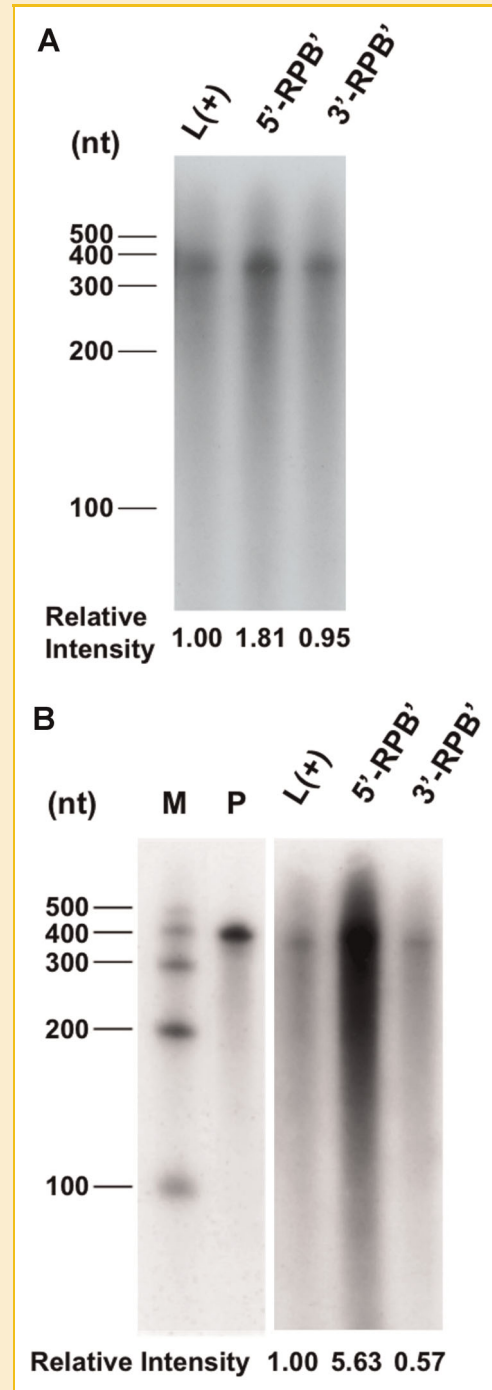 A
L(+) 5'-RPB' 3'-RPB'
(nt)
500
400
300
200
100
Relative
Intensity 1.00 1.81 0.95
B
(nt) M P L(+) 5'-RPB' 3'-RPB'
500
400
300
200
100
Relative Intensity 1.00 5.63 0.57